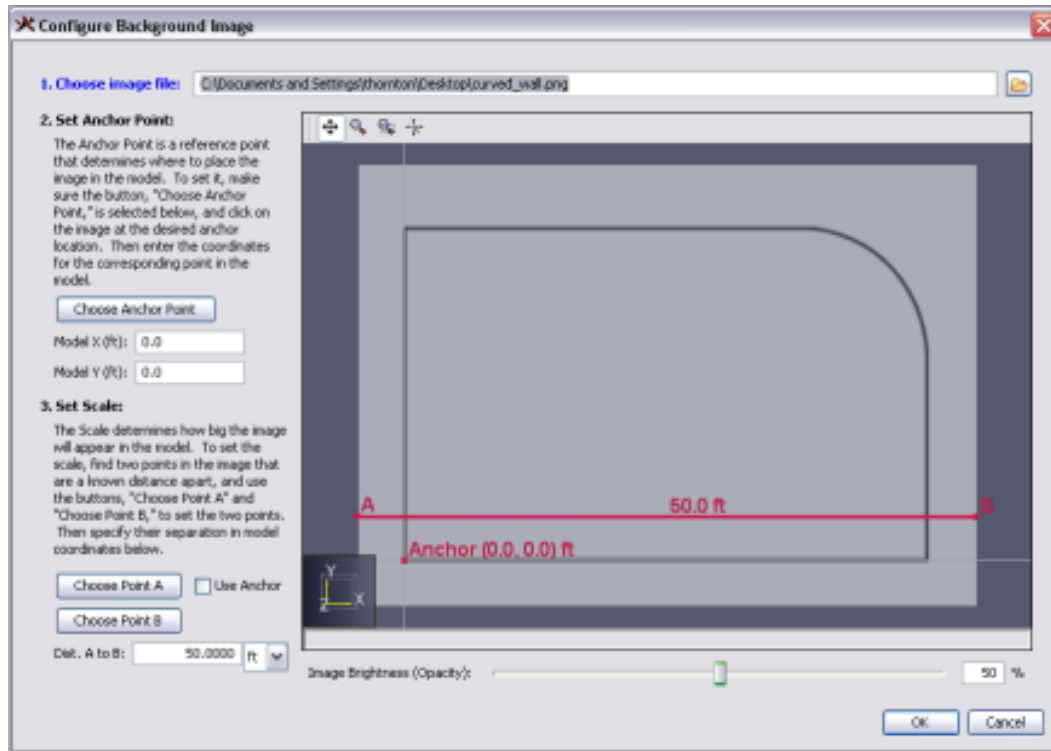 Configure Background Image
1. Choose image file:
C:\Documents and Settings\thornton\Desktop\curved_wall.png
2. Set Anchor Point:
The Anchor Point is a reference point
that determines where to place the
image in the model. To set it, make
sure the button, "Choose Anchor
Point," is selected below, and click on
the image at the desired anchor
location. Then enter the coordinates
for the corresponding point in the
model.
Choose Anchor Point
Model X (ft): 0.0
Model Y (ft): 0.0
3. Set Scale:
The Scale determines how big the image
will appear in the model. To set the
scale, find two points in the image that
are a known distance apart, and use
the buttons, "Choose Point A" and
"Choose Point B," to set the two points.
Then specify their separation in model
coordinates below.
Choose Point A
Use Anchor
Choose Point B
Dist. A to B: 50.0000 ft
A
50.0 ft
B
Anchor (0.0, 0.0) ft
Y
Z
X
Image Brightness (Opacity):
50 %
OK
Cancel